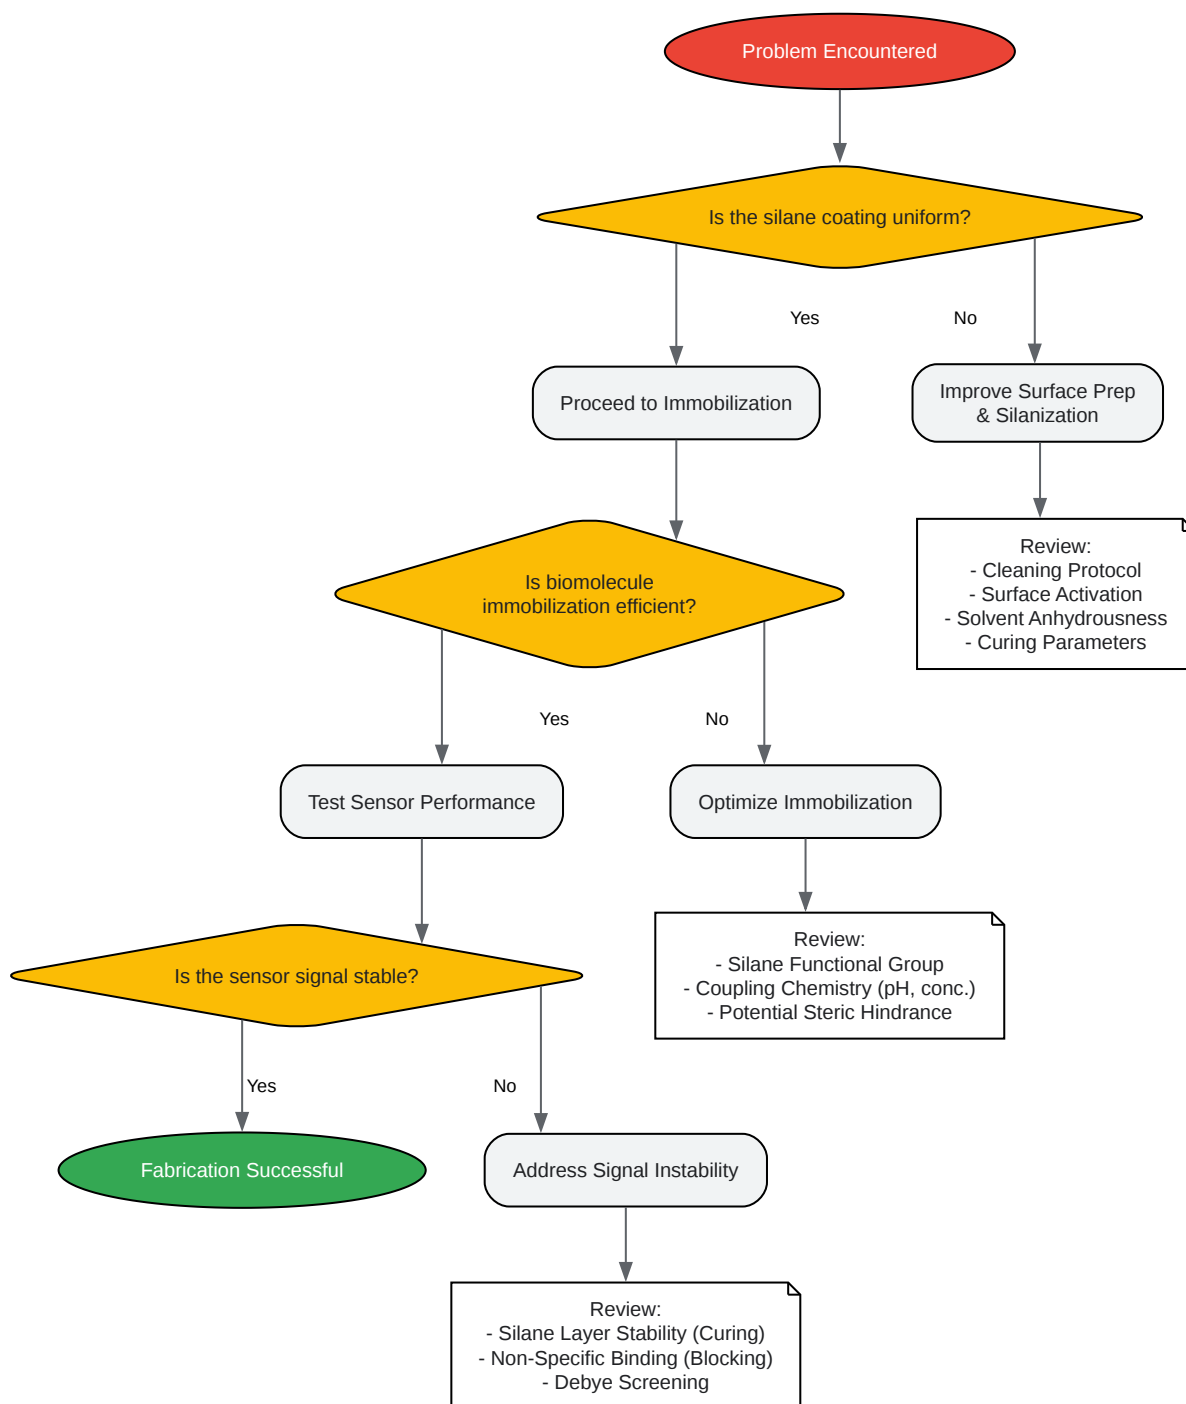 Problem Encountered
Is the silane coating uniform?
Yes
No
Proceed to Immobilization
Improve Surface Prep
& Silanization
Is biomolecule
immobilization efficient?
Review:
- Cleaning Protocol
- Surface Activation
- Solvent Anhydrousness
- Curing Parameters
Yes
No
Test Sensor Performance
Optimize Immobilization
Is the sensor signal stable?
Review:
- Silane Functional Group
- Coupling Chemistry (pH, conc.)
- Potential Steric Hindrance
Yes
No
Fabrication Successful
Address Signal Instability
Review:
- Silane Layer Stability (Curing)
- Non-Specific Binding (Blocking)
- Debye Screening